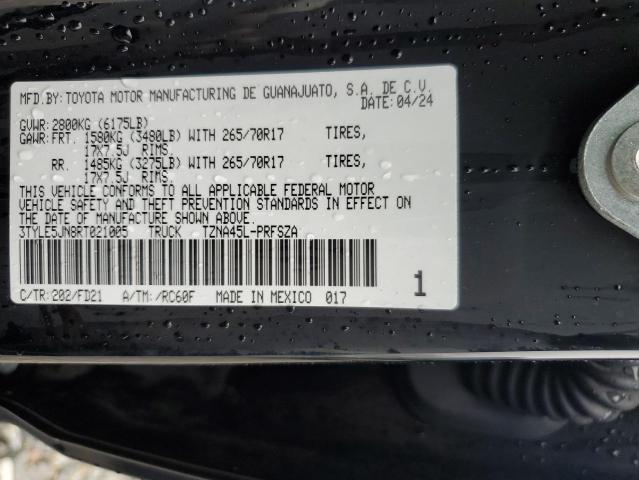 MFD.BY:TOYOTA MOTOR MANUFACTURING DE GUANAJUATO, S.A. DE C.V.
DATE:04/24
GVWR:2800KG (6175LB)
GAWR:FRT. 1580KG (3480LB) WITH 265/70R17 TIRES,
17X7.5J RIMS
RR. 1485KG (3275LB) WITH 265/70R17 TIRES,
17X7.5J RIMS.
THIS VEHICLE CONFORMS TO ALL APPLICABLE FEDERAL MOTOR
VEHICLE SAFETY AND THEFT PREVENTION STANDARDS IN EFFECT ON THE
DATE OF MANUFACTURE SHOWN ABOVE.
3TYLE5JN8RT021005 TRUCK TZNA45L-PRFSZA
1
C/TR:202/FD21 A/TM:/RC60F MADE IN MEXICO 017